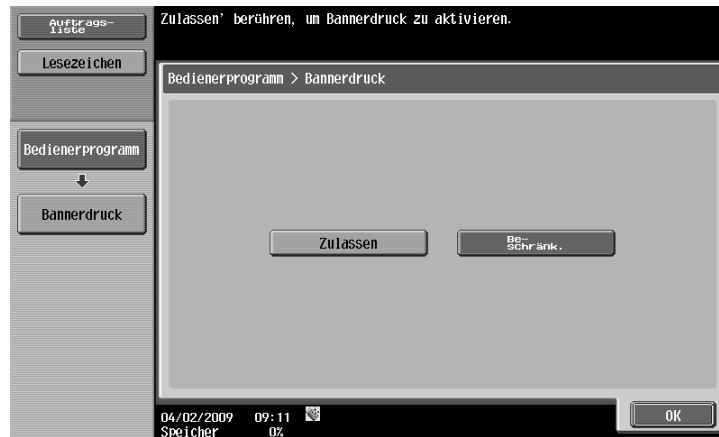 Zulassen' berühren, um Bannerdruck zu aktivieren.
Auftrags-
liste
Lesezeichen
Bedienerprogramm > Bannerdruck
Bedienerprogramm
Bannerdruck
Zulassen
Be-
schränk.
04/02/2009 09:11
Speicher 0%
OK